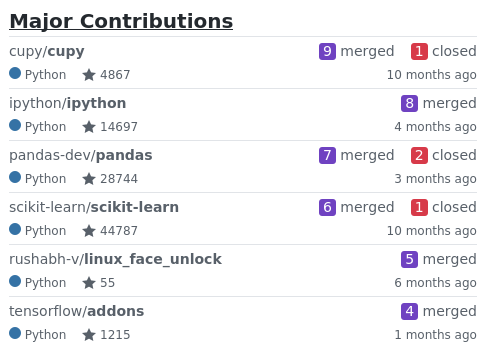 Major Contributions
cupy/cupy 9 merged 1 closed
Python 4867 10 months ago
ipython/ipython 8 merged
Python 14697 4 months ago
pandas-dev/pandas 7 merged 2 closed
Python 28744 3 months ago
scikit-learn/scikit-learn 6 merged 1 closed
Python 44787 10 months ago
rushabh-v/linux_face_unlock 5 merged
Python 55 6 months ago
tensorflow/addons 4 merged
Python 1215 1 months ago